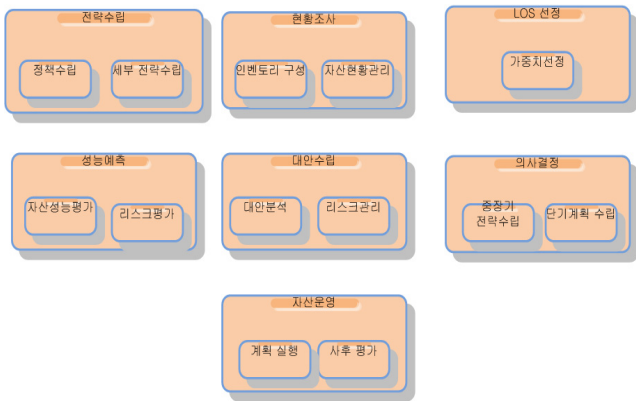 전략수립
정책수립
세부 전략수립
현황조사
인벤토리 구성
자산현황관리
LOS 선정
가중치선정
성능예측
자산성능평가
리스크평가
대안수립
대안분석
리스크관리
의사결정
중장기
전략수립
단기계획 수립
자산운영
계획 실행
사후 평가